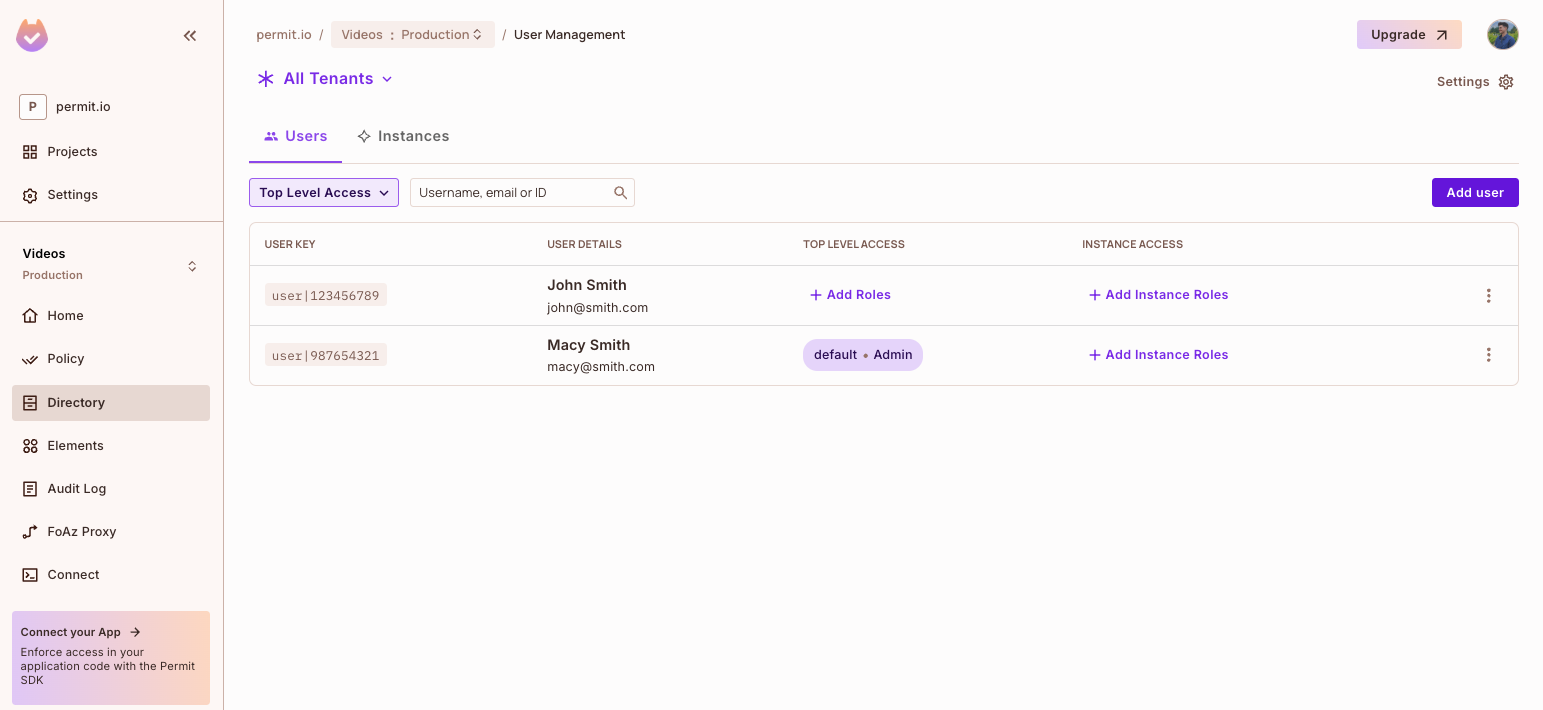 permit.io / Videos : Production / User Management
Upgrade
All Tenants
Settings
P permit.io
Projects
Settings
Videos
Production
Home
Policy
Directory
Elements
Audit Log
FoAz Proxy
Connect
Connect your App
Enforce access in your
application code with the Permit
SDK
Users Instances
Top Level Access Username, email or ID Add user
USER KEY USER DETAILS TOP LEVEL ACCESS INSTANCE ACCESS
user|123456789 John Smith Add Roles Add Instance Roles
john@smith.com
user|987654321 Macy Smith default • Admin Add Instance Roles
macy@smith.com